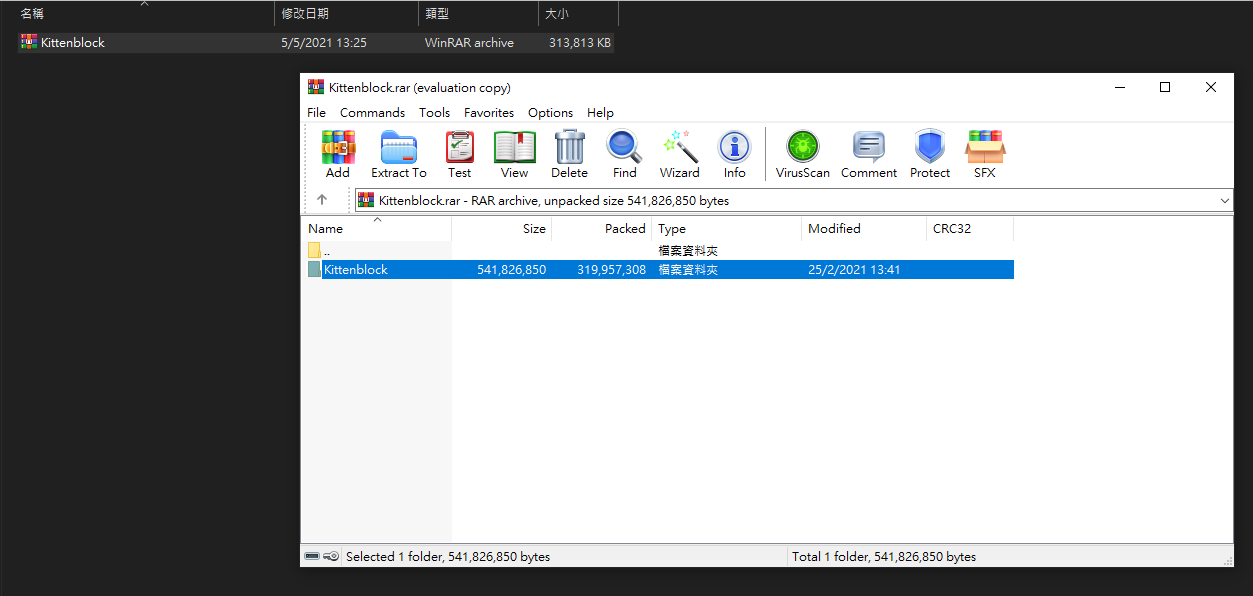 名稱 修改日期 類型 大小
Kittenblock 5/5/2021 13:25 WinRAR archive 313,813 KB
Kittenblock.rar (evaluation copy)
File Commands Tools Favorites Options Help
Add Extract To Test View Delete Find Wizard Info VirusScan Comment Protect SFX
Kittenblock.rar - RAR archive, unpacked size 541,826,850 bytes
Name Size Packed Type Modified CRC32
.. 檔案資料夾
Kittenblock 541,826,850 319,957,308 檔案資料夾 25/2/2021 13:41
Selected 1 folder, 541,826,850 bytes Total 1 folder, 541,826,850 bytes